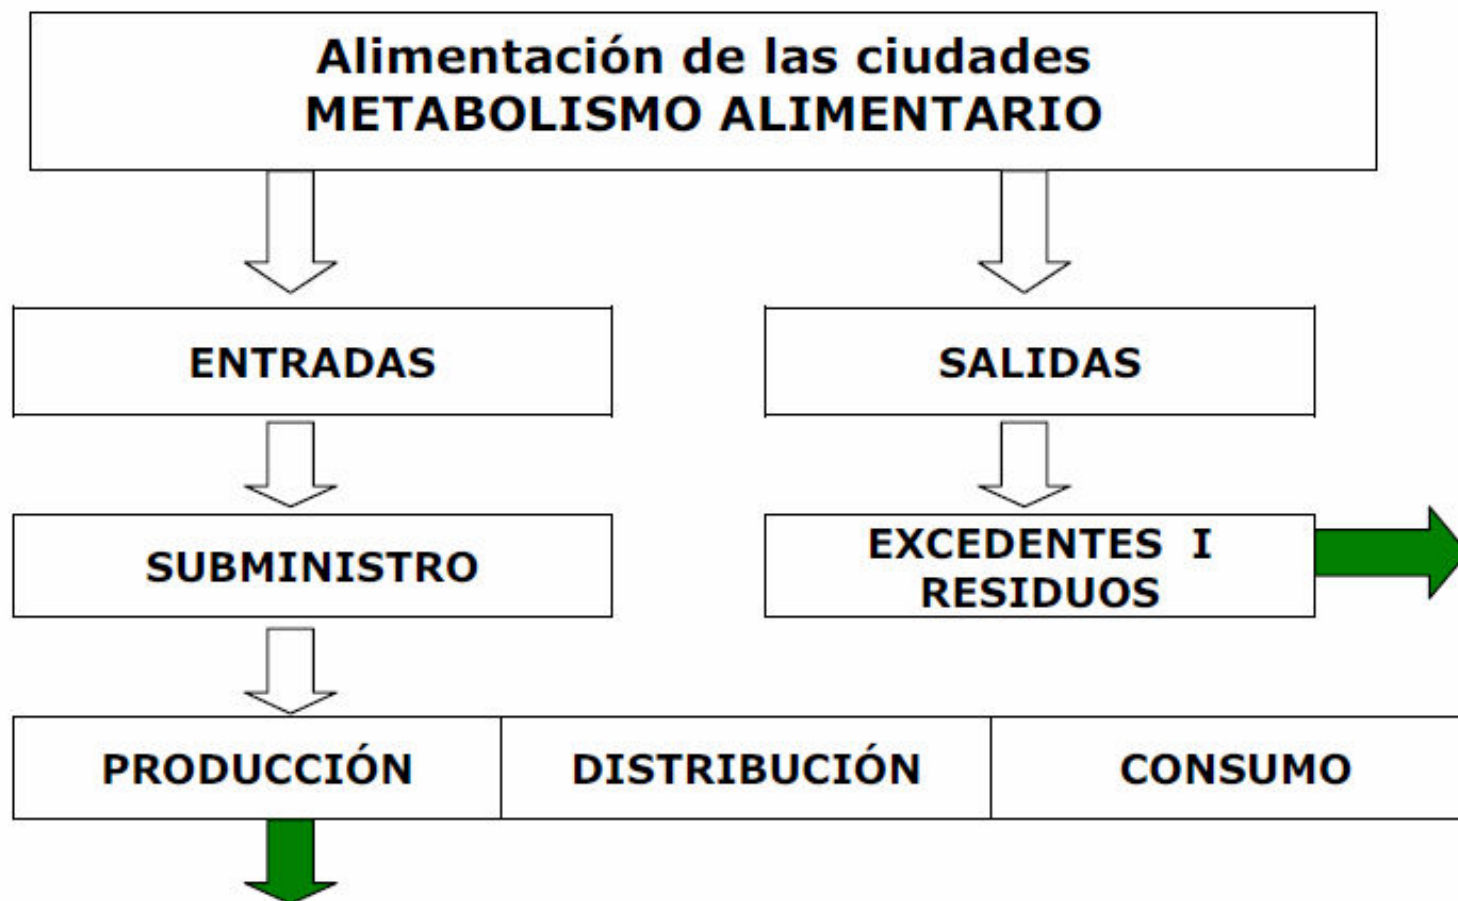 Alimentación de las ciudades
METABOLISMO ALIMENTARIO
ENTRADAS
SALIDAS
SUBMINISTRO
EXCEDENTES I
RESIDUOS
PRODUCCIÓN
DISTRIBUCIÓN
CONSUMO